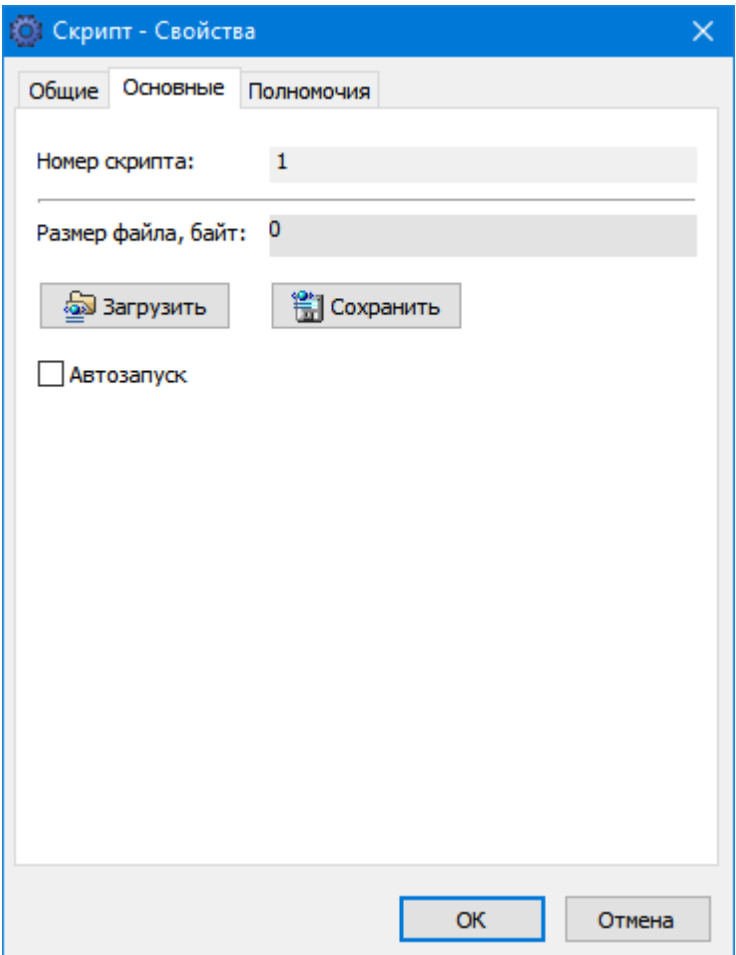 Скрипт - Свойства
Общие Основные Полномочия
Номер скрипта: 1
Размер файла, байт: 0
Загрузить Сохранить
Автозапуск
OK Отмена